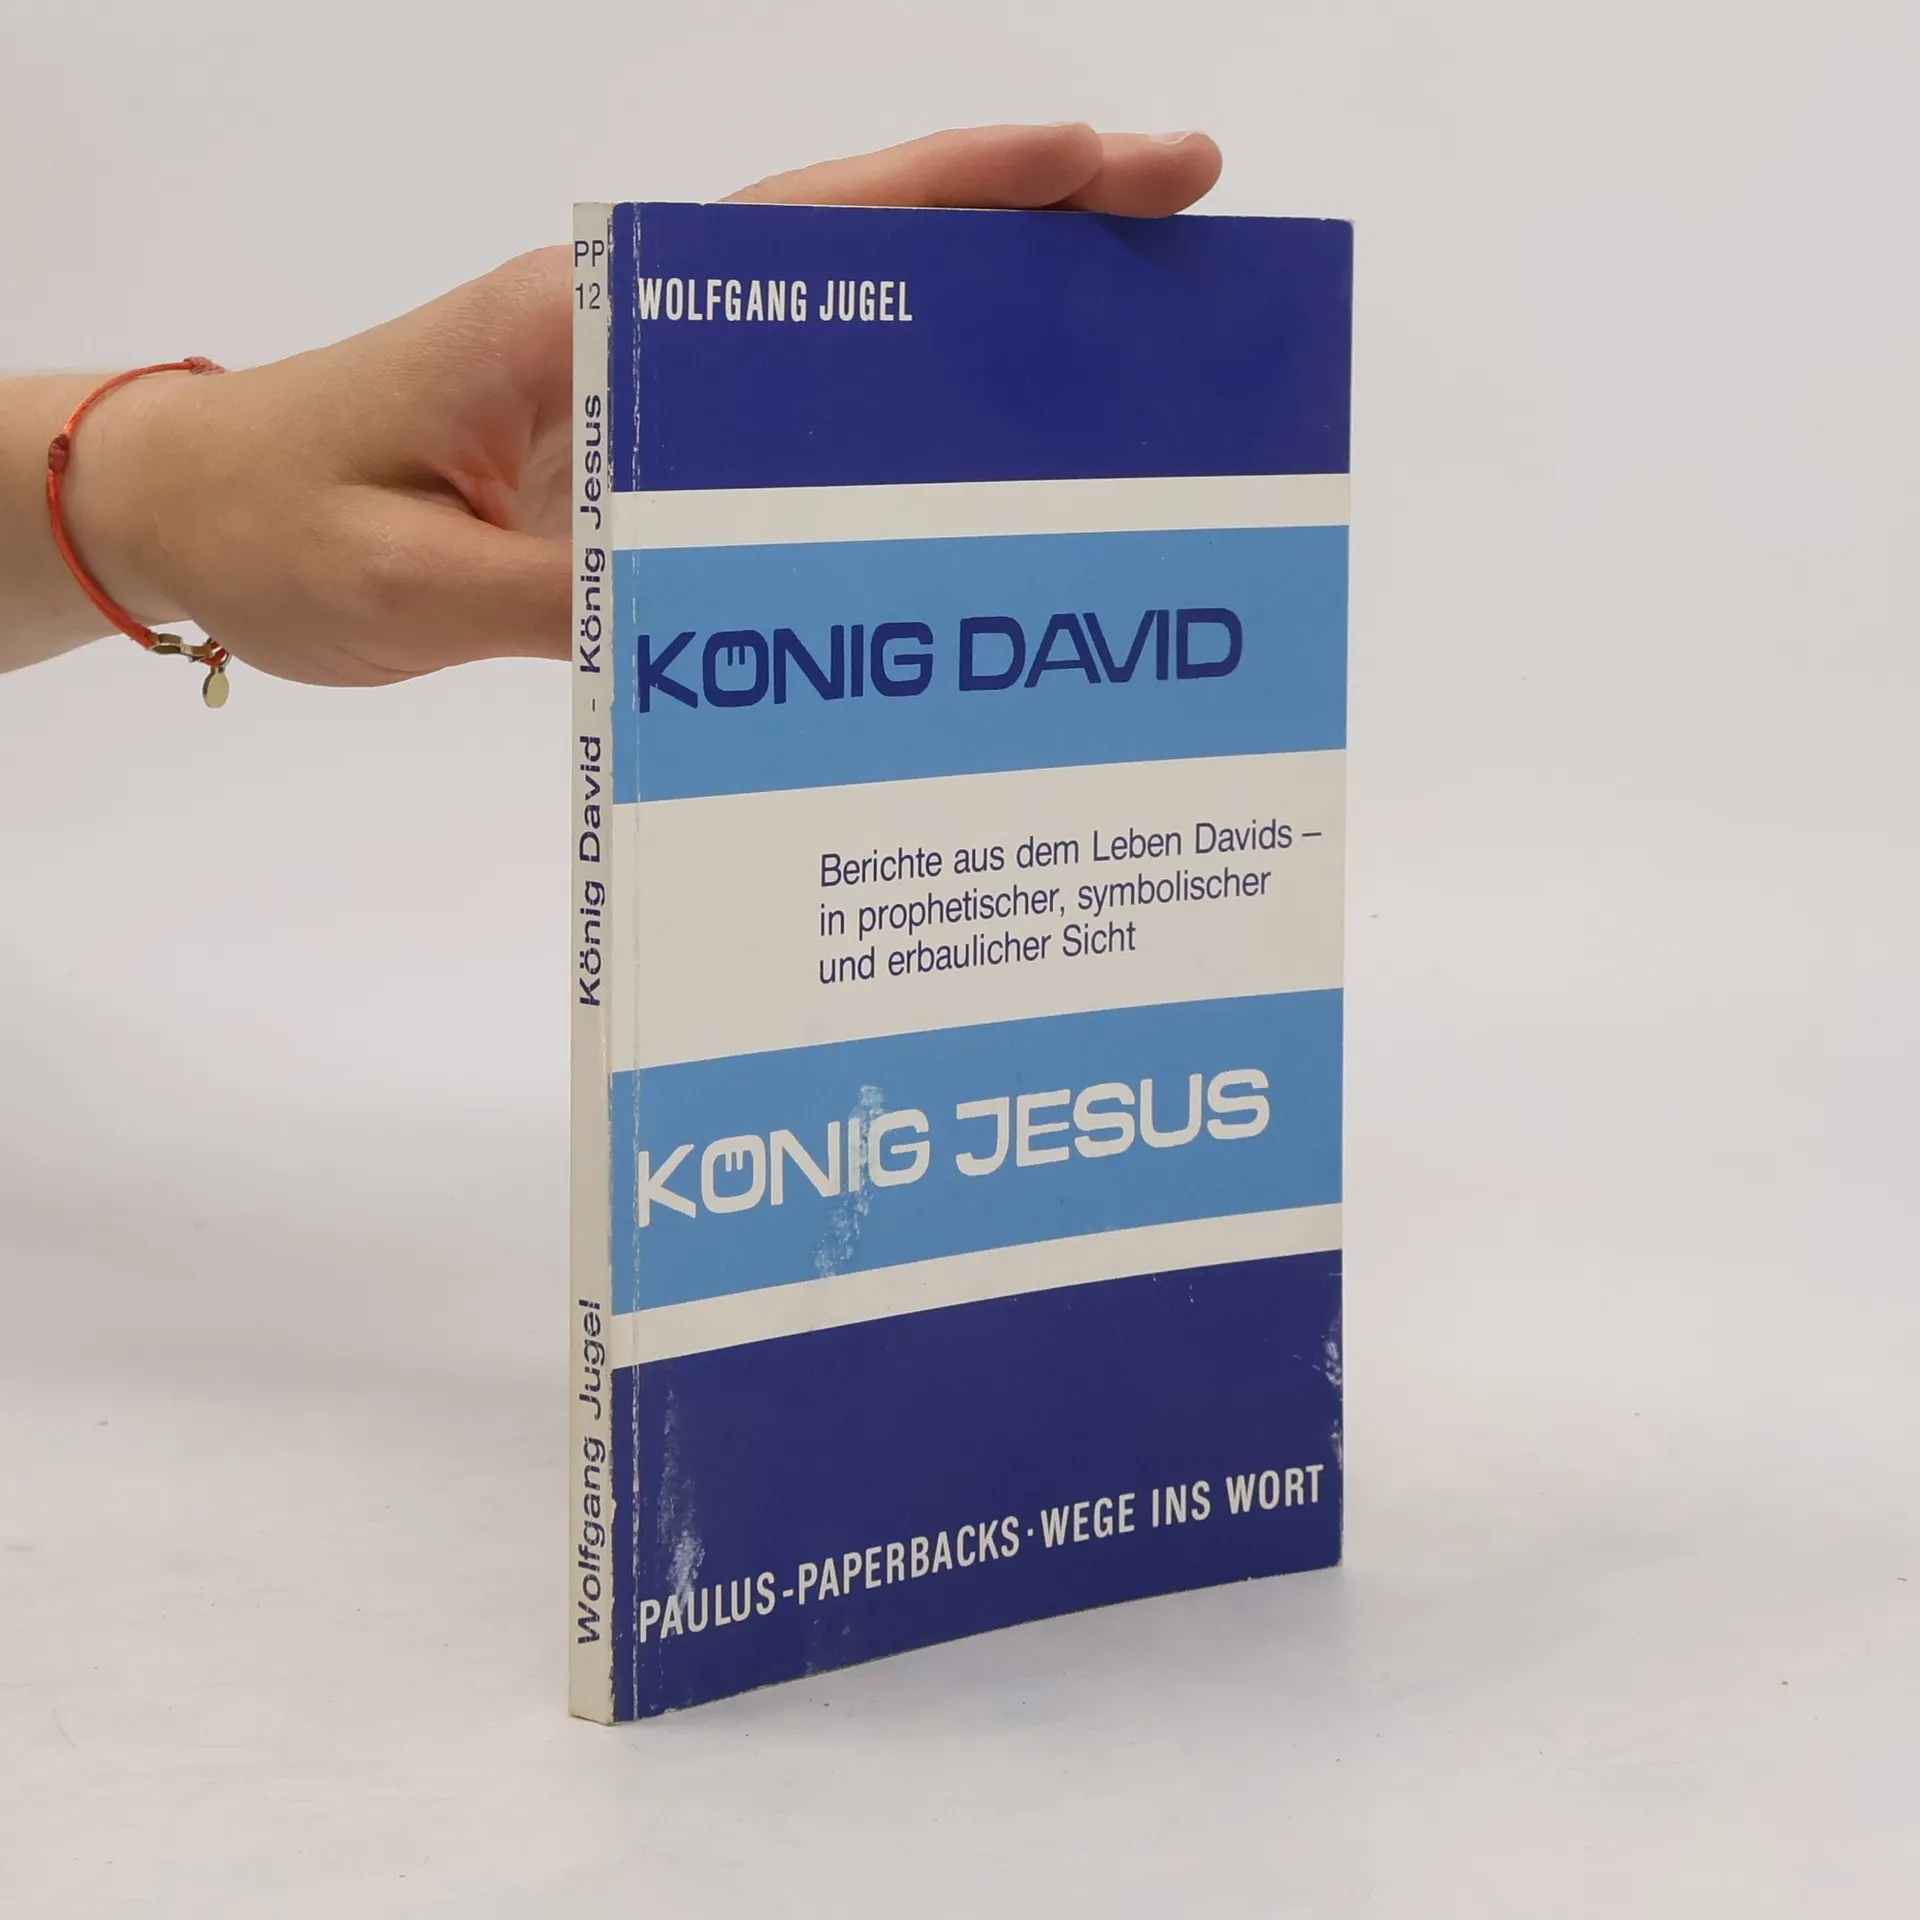 PP
12
König David - König Jesus
Wolfgang Jugel
WOLFGANG JUGEL
KÖNIG DAVID
Berichte aus dem Leben Davids –
in prophetischer, symbolischer
und erbaulicher Sicht
KÖNIG JESUS
PAULUS-PAPERBACKS · WEGE INS WORT